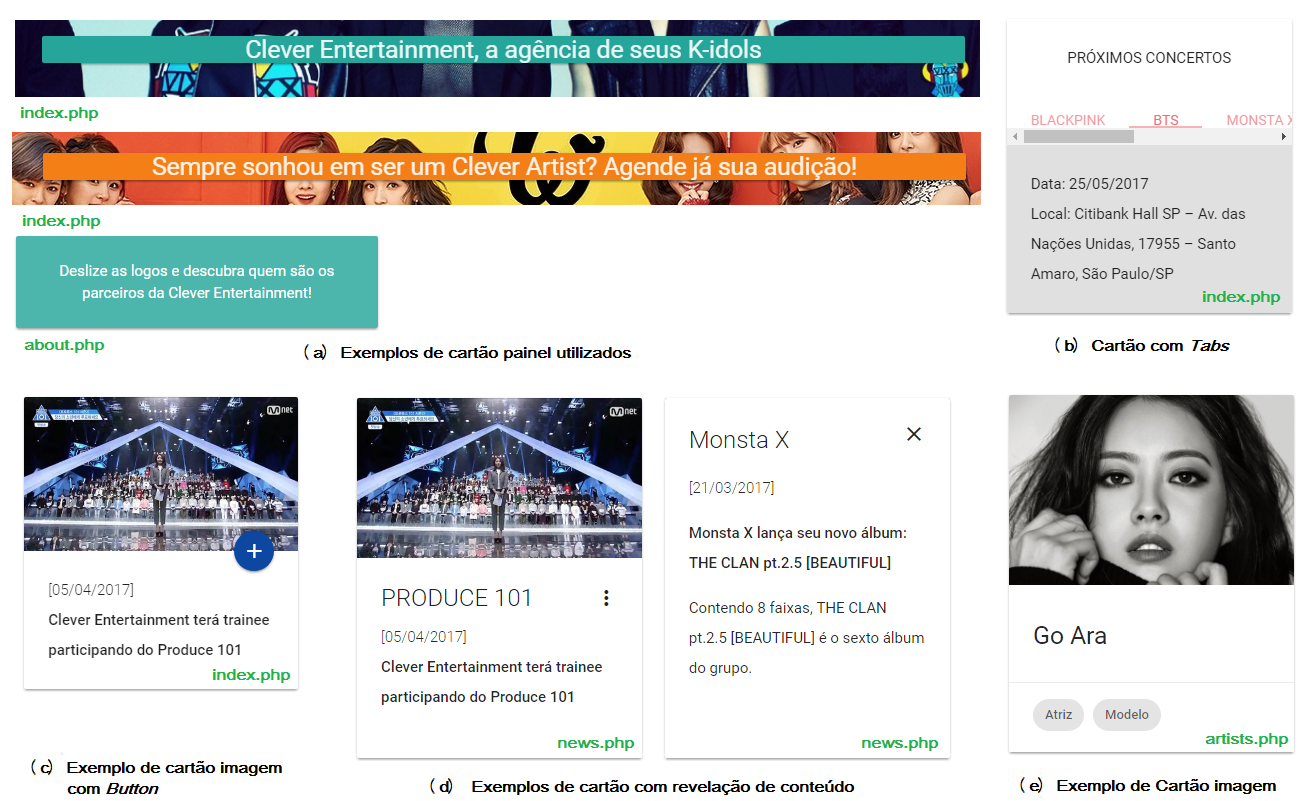 Clever Entertainment, a agência de seus K-idols
index.php
Sempre sonhou em ser um Clever Artist? Agende já sua audição!
index.php
Deslize as logos e descubra quem são os
parceiros da Clever Entertainment!
about.php
(a) Exemplos de cartão painel utilizados
PRÓXIMOS CONCERTOS
BLACKPINK BTS MONSTA X
Data: 25/05/2017
Local: Citibank Hall SP – Av. das
Nações Unidas, 17955 – Santo
Amaro, São Paulo/SP
index.php
(b) Cartão com Tabs
101
Mnet
+
[05/04/2017]
Clever Entertainment terá trainee
participando do Produce 101
index.php
(c) Exemplo de cartão imagem
com Button
101
Mnet
PRODUCE 101
[05/04/2017]
Clever Entertainment terá trainee
participando do Produce 101
news.php
Monsta X
[21/03/2017]
Monsta X lança seu novo álbum:
THE CLAN pt.2.5 [BEAUTIFUL]
Contendo 8 faixas, THE CLAN
pt.2.5 [BEAUTIFUL] é o sexto álbum
do grupo.
news.php
(d) Exemplos de cartão com revelação de conteúdo
Go Ara
Atriz Modelo
artists.php
(e) Exemplo de Cartão imagem